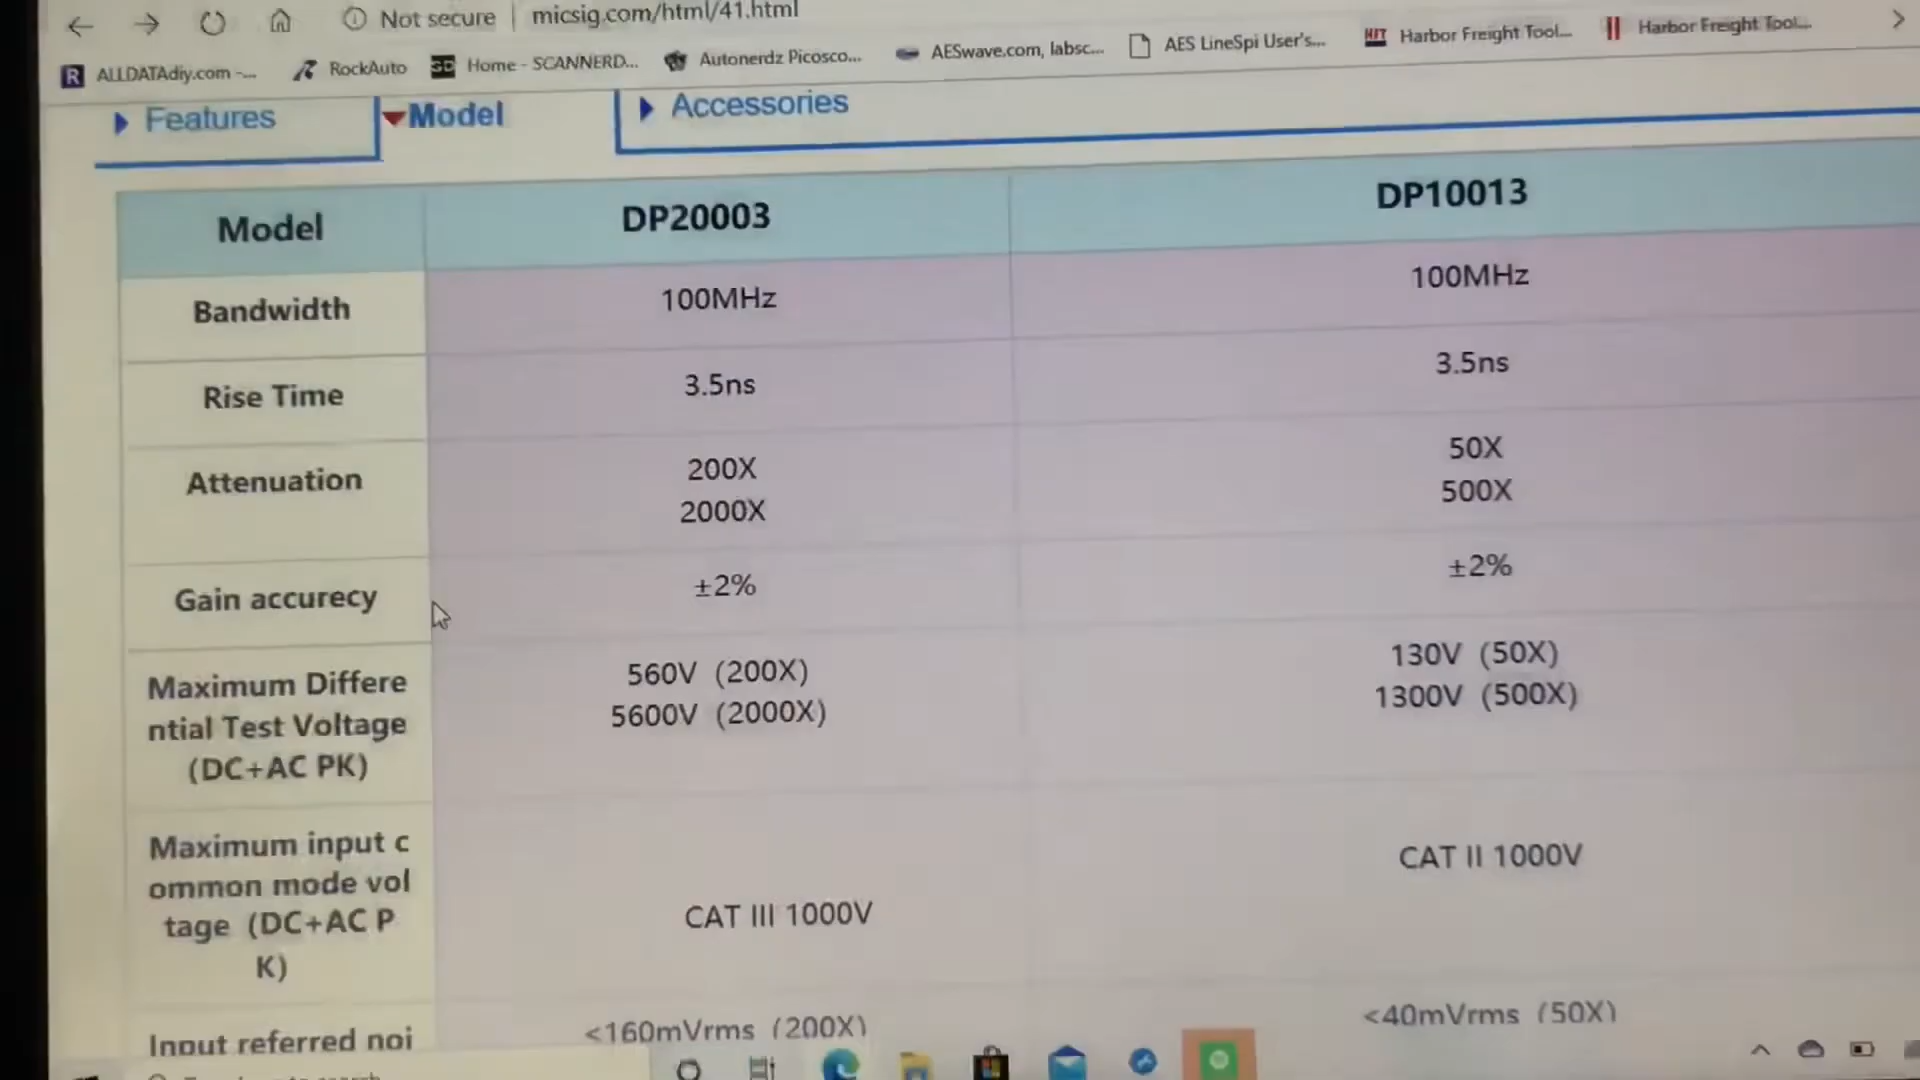 Not secure | micsig.com/html/41.html
ALLDATAdiy.com -... RockAuto Home - SCANNERD... Autonerdz Picosco... AESwave.com, labsc... AES LineSpi User's... Harbor Freight Tool... Harbor Freight Tool...
Features Model Accessories
Model DP20003 DP10013
Bandwidth 100MHz 100MHz
Rise Time 3.5ns 3.5ns
Attenuation 200X 50X
2000X 500X
Gain accurecy ±2% ±2%
Maximum Differe 560V (200X) 130V (50X)
ntial Test Voltage 5600V (2000X) 1300V (500X)
(DC+AC PK)
Maximum input c
ommon mode vol CAT III 1000V CAT II 1000V
tage (DC+AC P
K)
Input referred noi <160mVrms (200X) <40mVrms (50X)